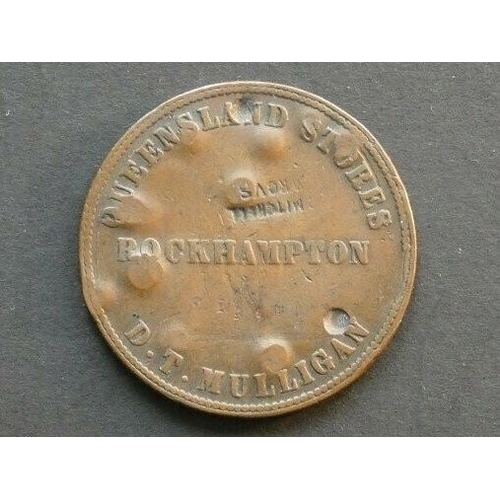 QUEENSLAND STORES
ROCKHAMPTON
D. T. MULLIGAN